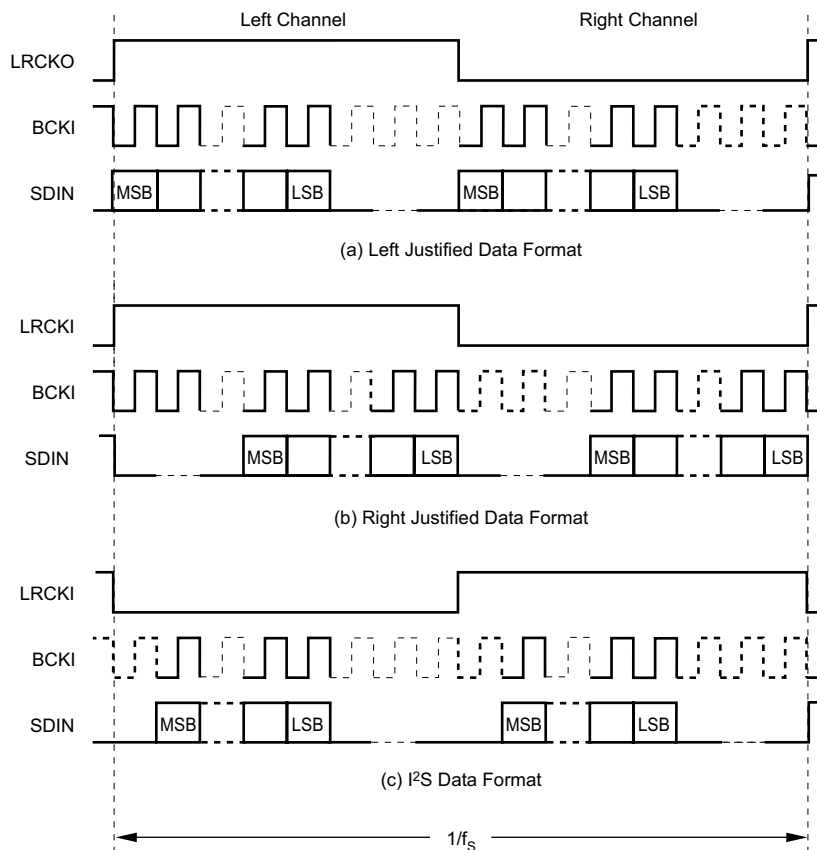 Left Channel Right Channel
LRCKO
BCKI
SDIN MSB LSB MSB LSB
(a) Left Justified Data Format
LRCKI
BCKI
SDIN MSB LSB MSB LSB
(b) Right Justified Data Format
LRCKI
BCKI
SDIN MSB LSB MSB LSB
(c) I²S Data Format
1/fS